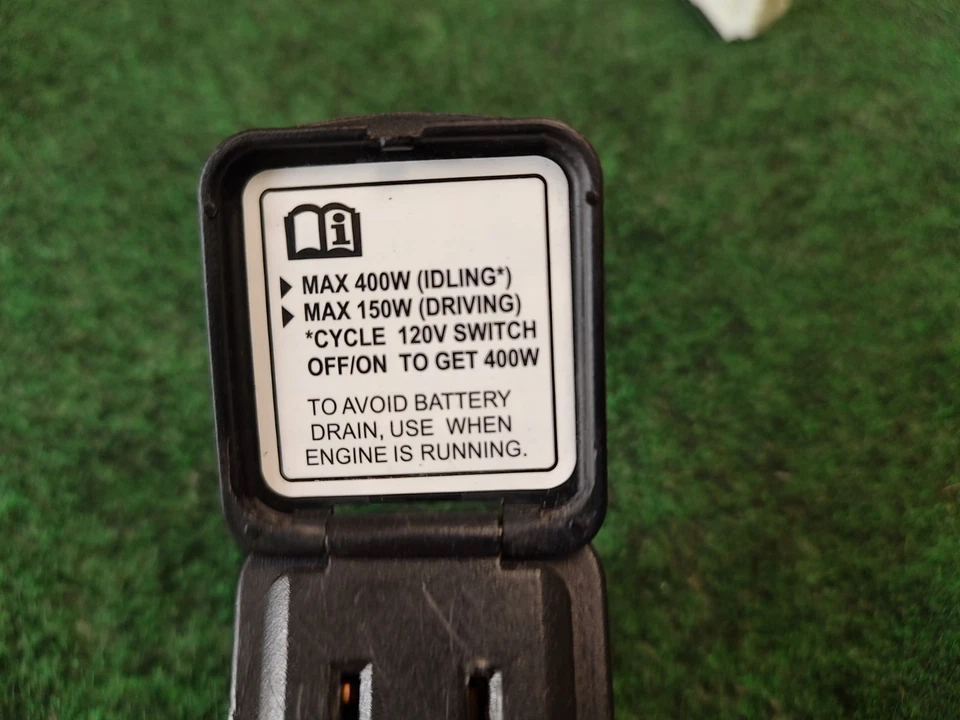 MAX 400W (IDLING*)
MAX 150W (DRIVING)
*CYCLE 120V SWITCH
OFF/ON TO GET 400W
TO AVOID BATTERY
DRAIN, USE WHEN
ENGINE IS RUNNING.